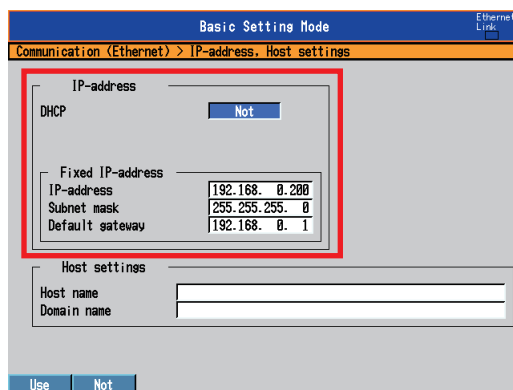 Basic Setting Mode
Ethernet
Link
Communication (Ethernet) > IP-address, Host settings
IP-address
DHCP Not
Fixed IP-address
IP-address 192.168. 0.200
Subnet mask 255.255.255. 0
Default gateway 192.168. 0. 1
Host settings
Host name
Domain name
Use Not